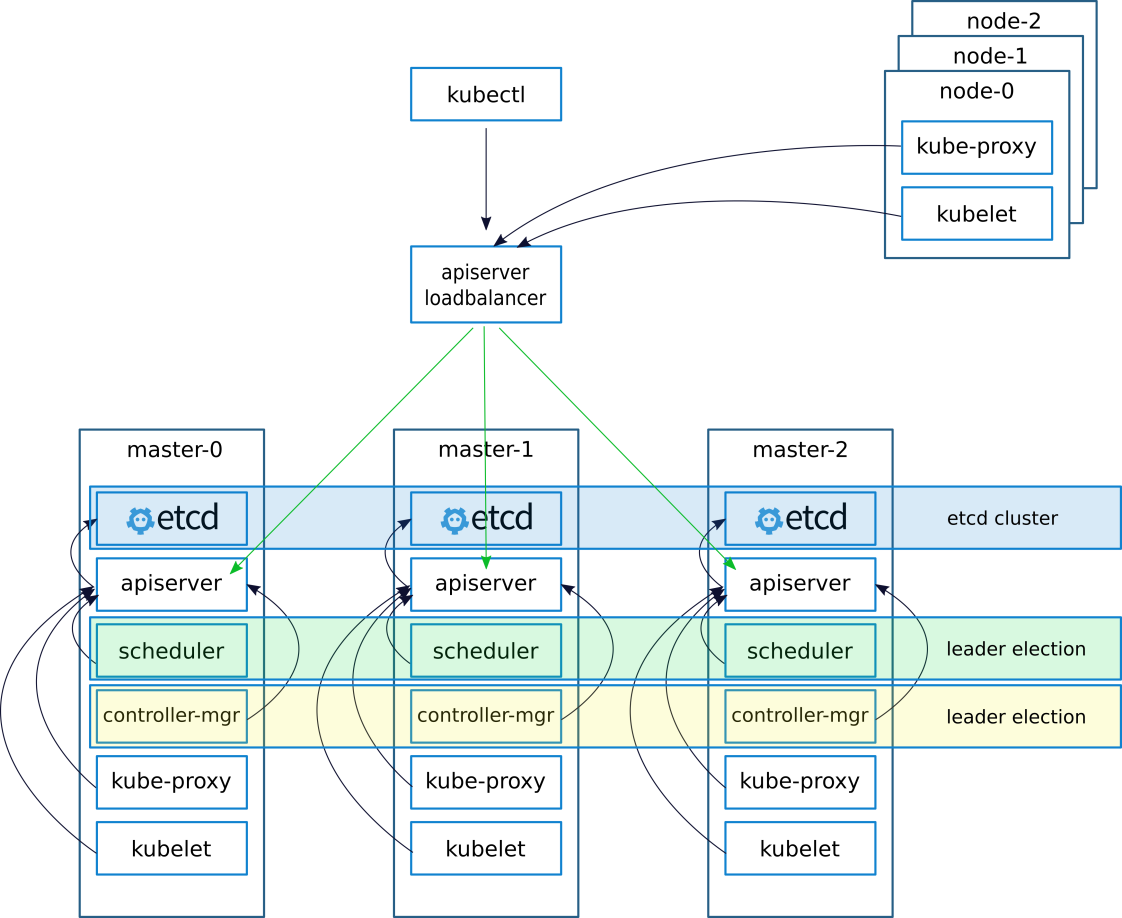 node-2
node-1
node-0
kubectl
kube-proxy
kubelet
apiserver
loadbalancer
master-0
master-1
master-2
etcd
etcd
etcd
etcd cluster
apiserver
apiserver
apiserver
scheduler
scheduler
scheduler
leader election
controller-mgr
controller-mgr
controller-mgr
leader election
kube-proxy
kube-proxy
kube-proxy
kubelet
kubelet
kubelet